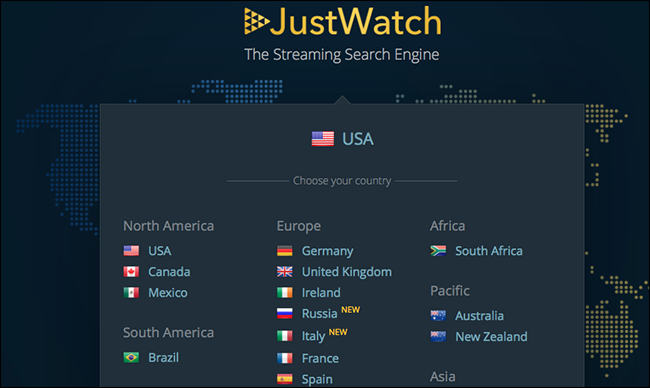 JustWatch
The Streaming Search Engine
USA
Choose your country
North America
USA
Canada
Mexico
South America
Brazil
Europe
Germany
United Kingdom
Ireland
Russia NEW
Italy NEW
France
Spain
Africa
South Africa
Pacific
Australia
New Zealand
Asia